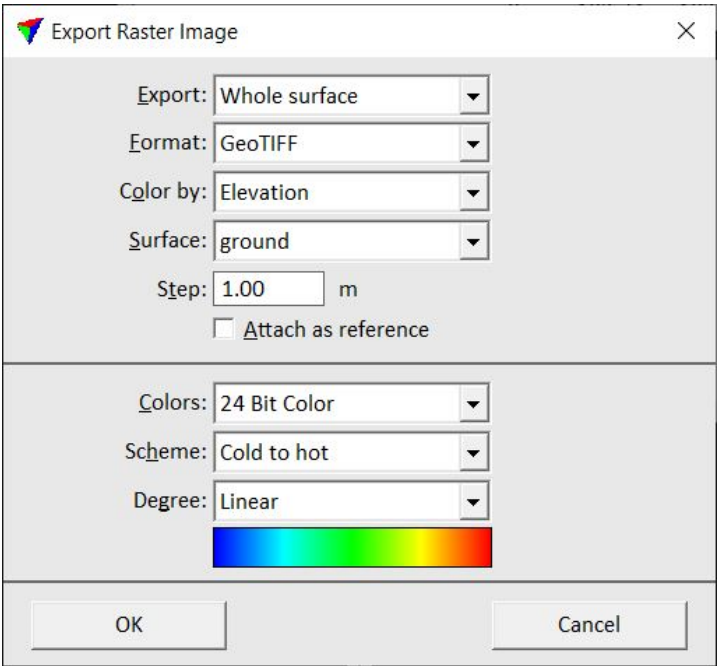 Export Raster Image
Export: Whole surface
Format: GeoTIFF
Color by: Elevation
Surface: ground
Step: 1.00 m
Attach as reference
Colors: 24 Bit Color
Scheme: Cold to hot
Degree: Linear
OK Cancel